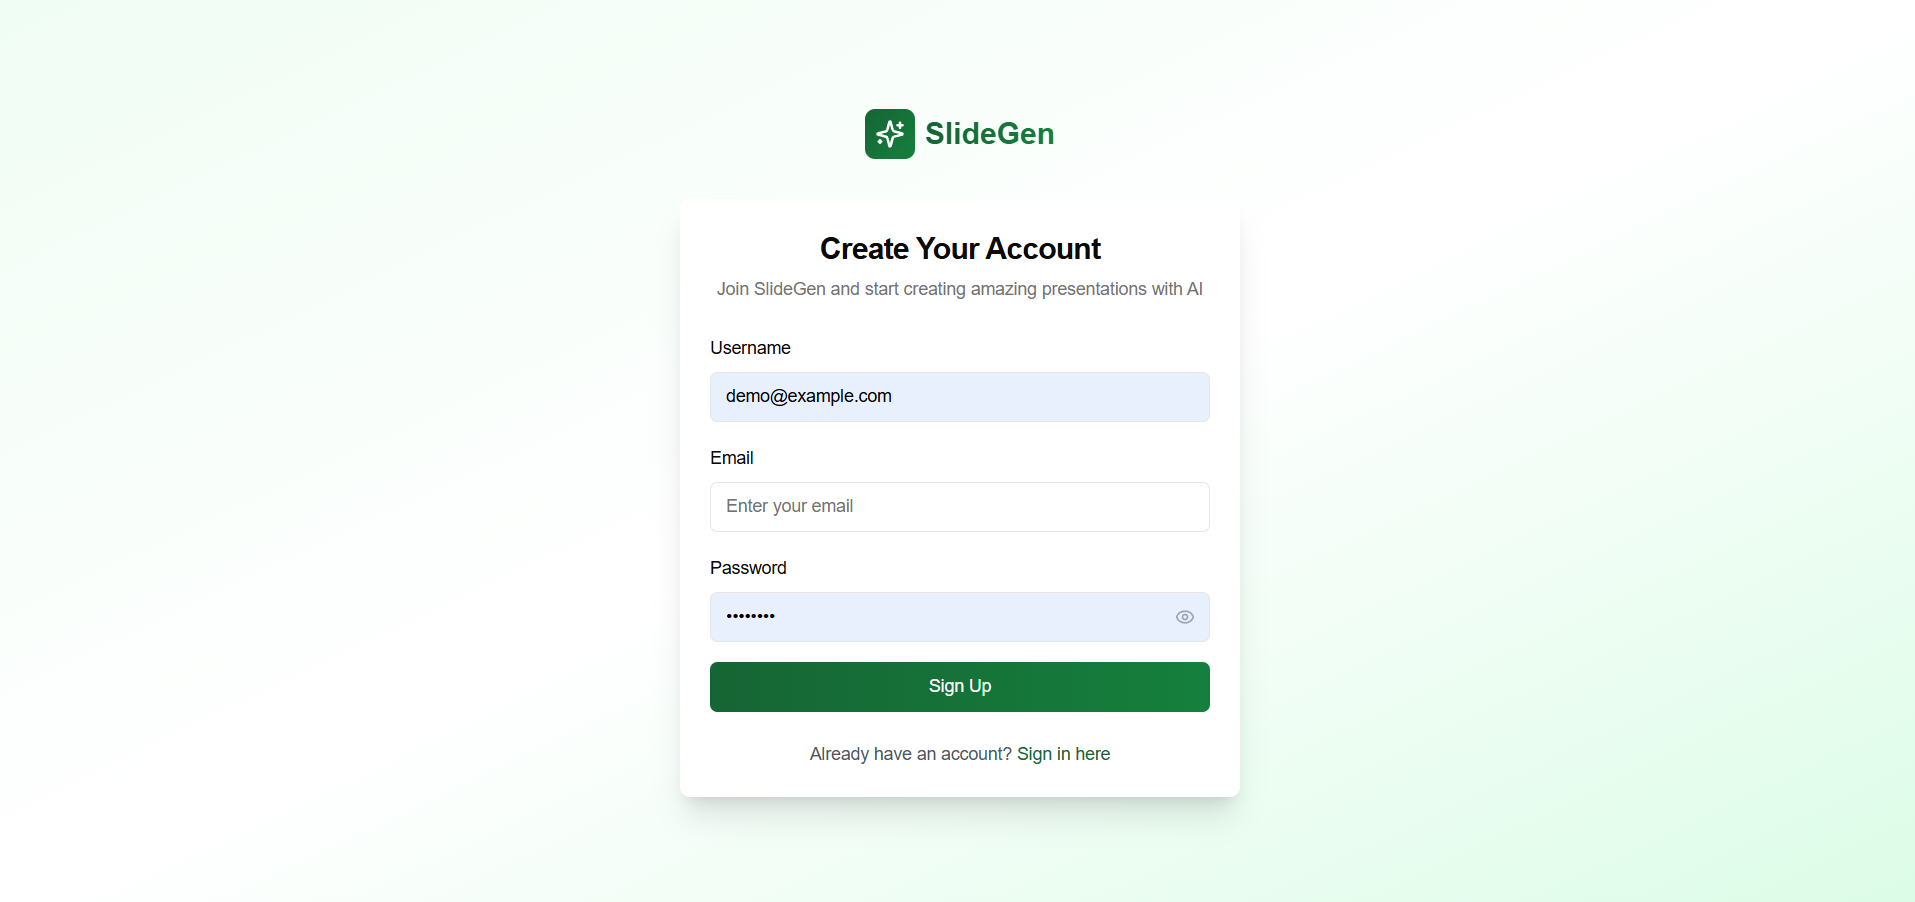 SlideGen
Create Your Account
Join SlideGen and start creating amazing presentations with AI
Username
demo@example.com
Email
Enter your email
Password
••••••••
Sign Up
Already have an account? Sign in here